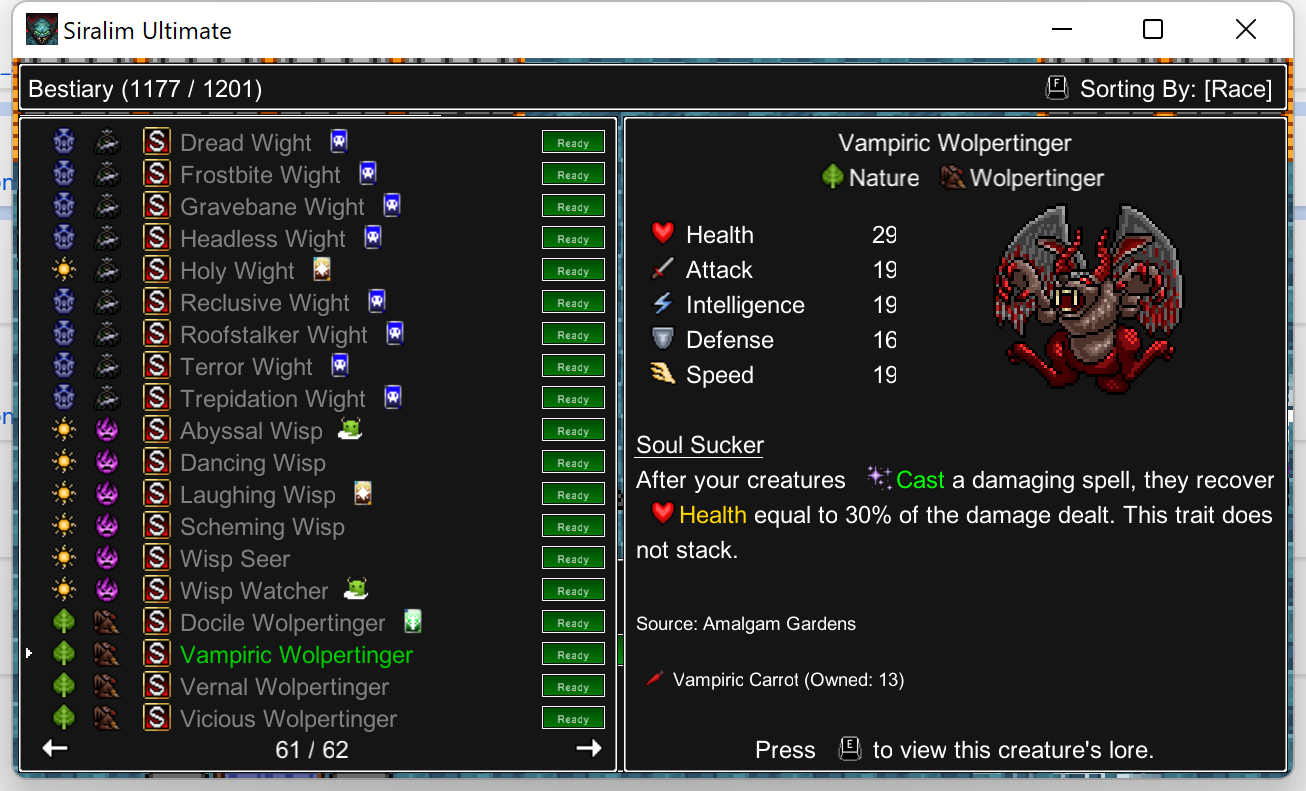 Siralim Ultimate
Bestiary (1177 / 1201)
F Sorting By: [Race]
S Dread Wight Ready
S Frostbite Wight Ready
S Gravebane Wight Ready
S Headless Wight Ready
S Holy Wight Ready
S Reclusive Wight Ready
S Roofstalker Wight Ready
S Terror Wight Ready
S Trepidation Wight Ready
S Abyssal Wisp Ready
S Dancing Wisp Ready
S Laughing Wisp Ready
S Scheming Wisp Ready
S Wisp Seer Ready
S Wisp Watcher Ready
S Docile Wolpertinger Ready
S Vampiric Wolpertinger Ready
S Vernal Wolpertinger Ready
S Vicious Wolpertinger Ready
61 / 62
Vampiric Wolpertinger
Nature Wolpertinger
Health 29
Attack 19
Intelligence 19
Defense 16
Speed 19
Soul Sucker
After your creatures Cast a damaging spell, they recover
Health equal to 30% of the damage dealt. This trait does
not stack.
Source: Amalgam Gardens
Vampiric Carrot (Owned: 13)
Press E to view this creature's lore.